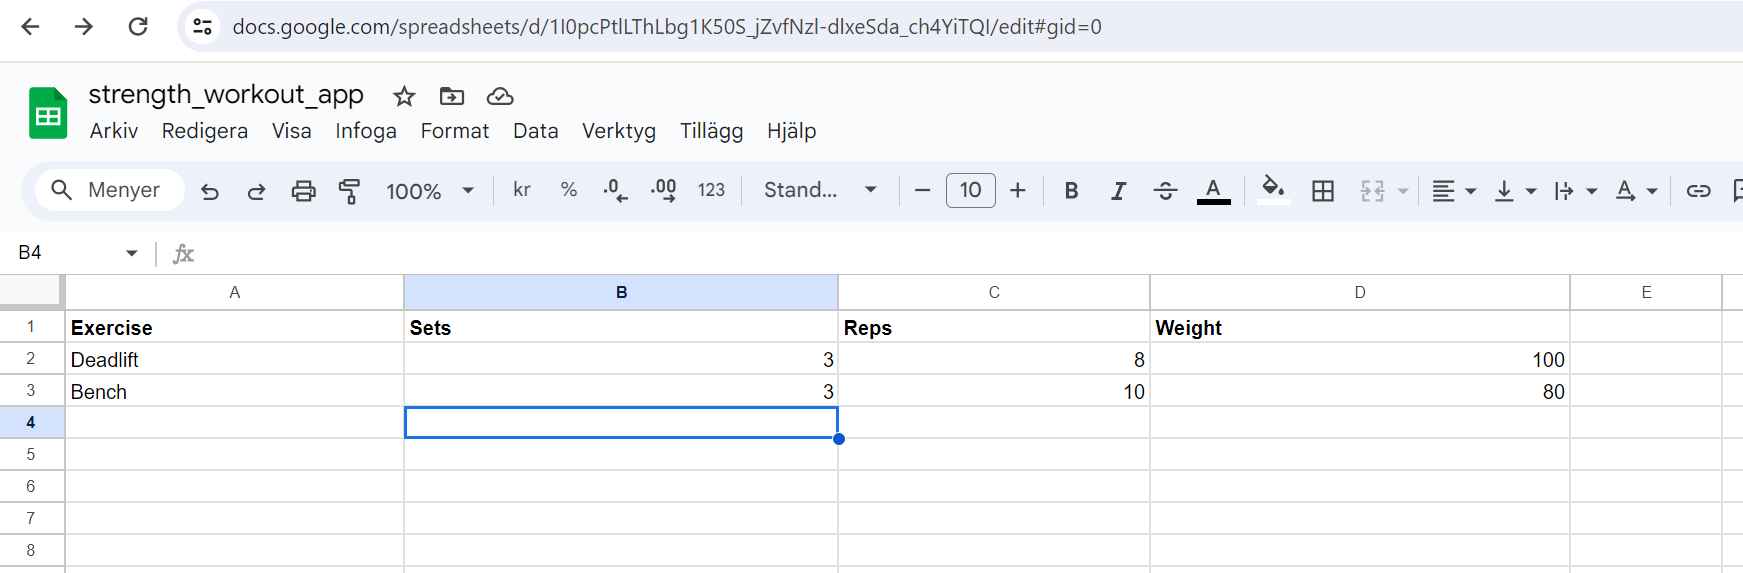 docs.google.com/spreadsheets/d/1I0pcPtlLThLbg1K50S_jZvfNzl-dlxeSda_ch4YiTQI/edit#gid=0
strength_workout_app
Arkiv Redigera Visa Infoga Format Data Verktyg Tillägg Hjälp
Menyer 100% kr % .0 .00 123 Stand... 10 B I S A A
B4 fx
A B C D E
1 Exercise Sets Reps Weight
2 Deadlift 3 8 100
3 Bench 3 10 80
4
5
6
7
8